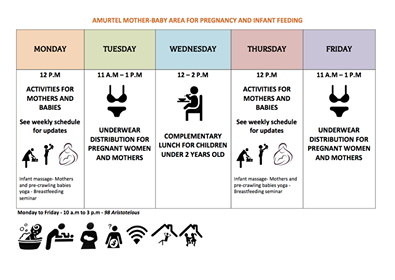 AMURTEL MOTHER-BABY AREA FOR PREGNANCY AND INFANT FEEDING
MONDAY
TUESDAY
WEDNESDAY
THURSDAY
FRIDAY
12 P.M
ACTIVITIES FOR
MOTHERS AND
BABIES
See weekly schedule
for updates
Infant massage- Mothers
and pre-crawling babies
yoga -
Breastfeeding
seminar
11 A.M – 1 P.M
UNDERWEAR
DISTRIBUTION FOR
PREGNANT WOMEN
AND MOTHERS
12 – 2 P.M
COMPLEMENTARY
LUNCH FOR CHILDREN
UNDER 2 YEARS OLD
12 P.M
ACTIVITIES FOR
MOTHERS AND
BABIES
See weekly schedule
for updates
Infant massage- Mothers
and pre-crawling babies
yoga -
Breastfeeding
seminar
11 A.M – 1 P.M
UNDERWEAR
DISTRIBUTION FOR
PREGNANT WOMEN
AND MOTHERS
Monday to Friday - 10 a.m to 3 p.m - 98 Aristotelous